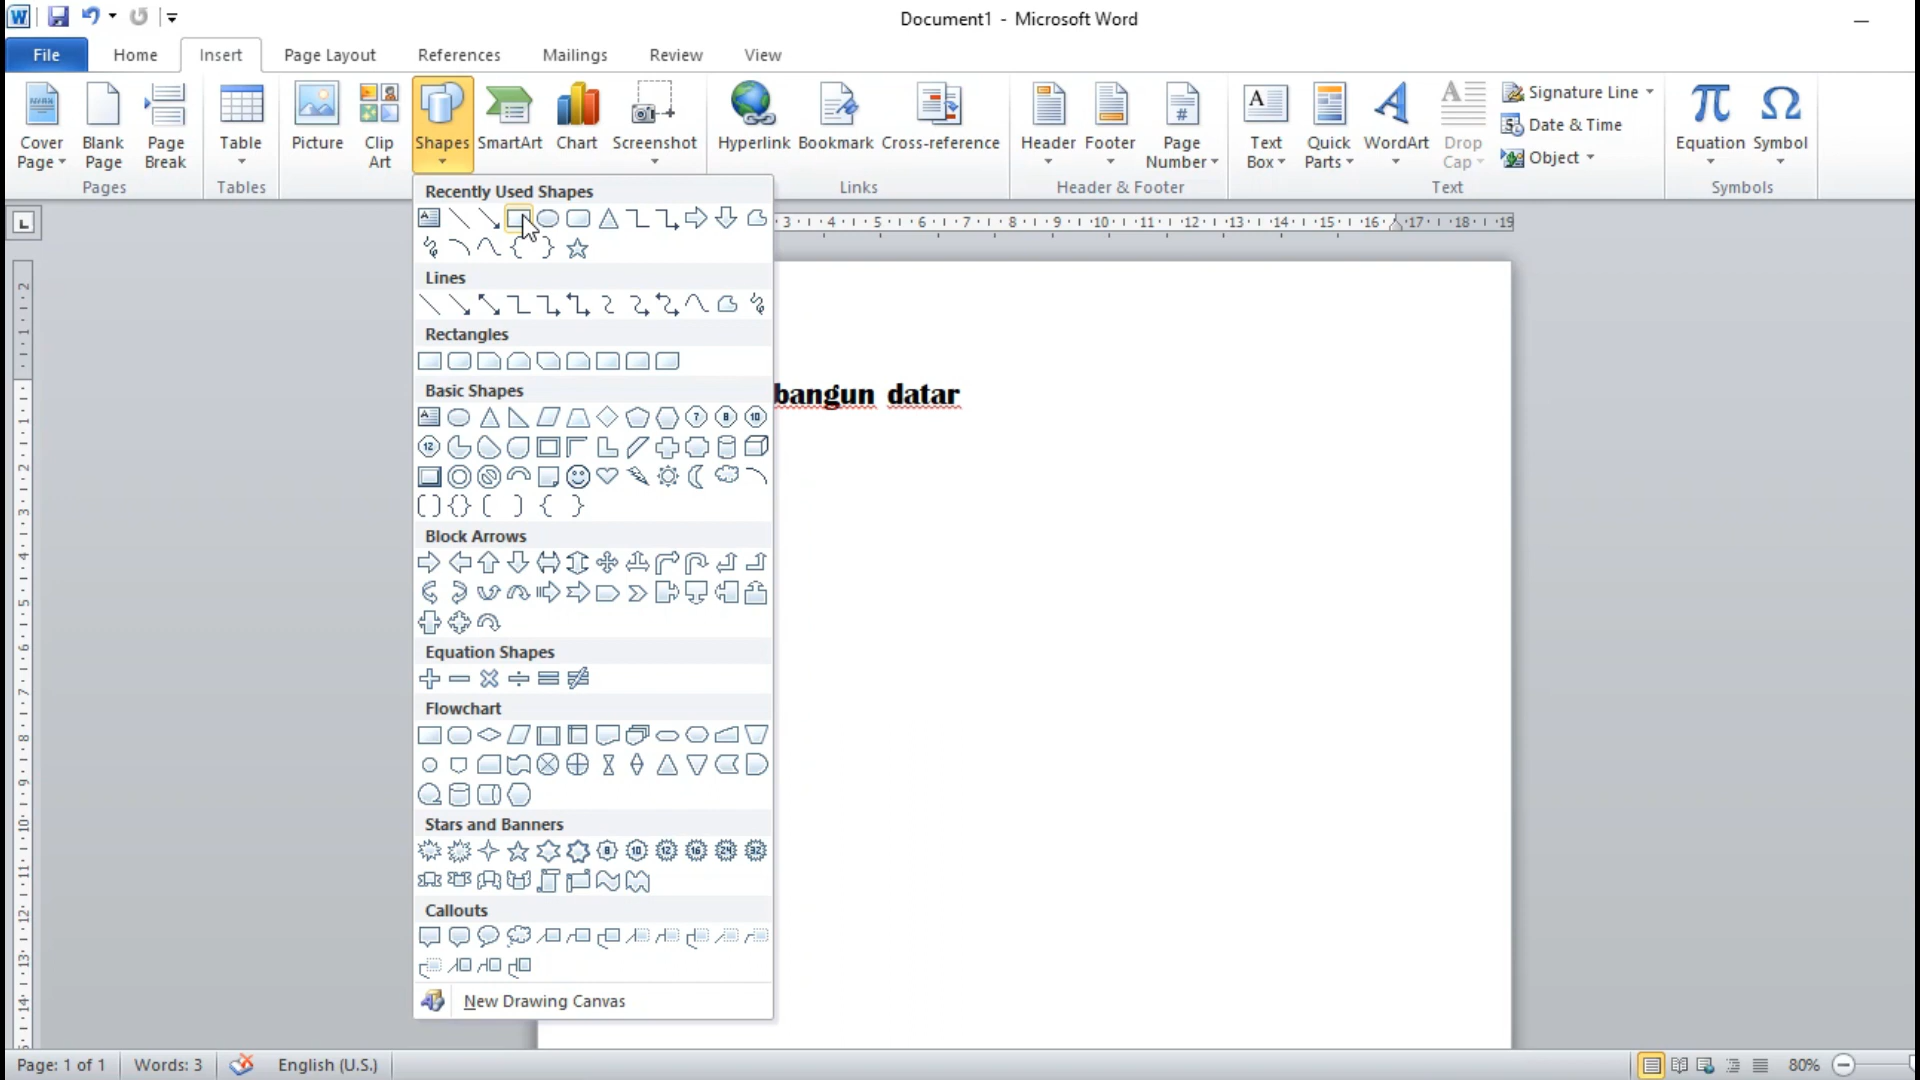 Document1 - Microsoft Word
File Home Insert Page Layout References Mailings Review View
Cover Page
Blank Page
Page Break
Pages
Table
Tables
Picture
Clip Art
Shapes
SmartArt
Chart
Screenshot
Hyperlink
Bookmark
Cross-reference
Links
Header
Footer
Page Number
Header & Footer
Text Box
Quick Parts
WordArt
Drop Cap
Signature Line
Date & Time
Object
Text
Equation
Symbol
Symbols
Recently Used Shapes
Lines
Rectangles
Basic Shapes
Block Arrows
Equation Shapes
Flowchart
Stars and Banners
Callouts
New Drawing Canvas
bangun datar
Page: 1 of 1 Words: 3 English (U.S.) 80%